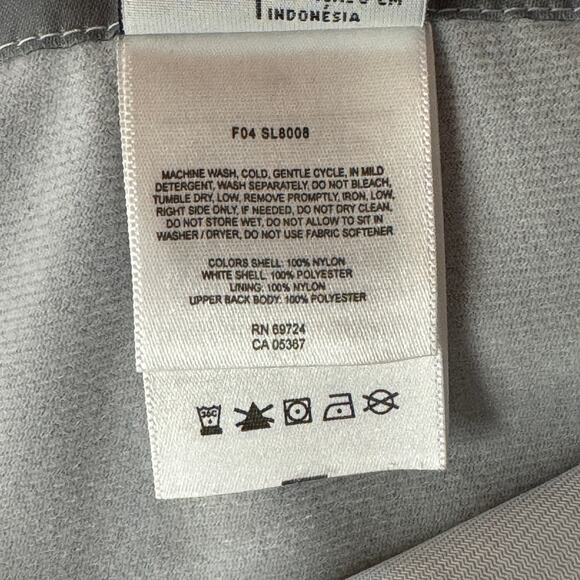 INDONESIA
F04 SL8008
MACHINE WASH, COLD, GENTLE CYCLE, IN MILD
DETERGENT, WASH SEPARATELY, DO NOT BLEACH,
TUMBLE DRY, LOW, REMOVE PROMPTLY, IRON, LOW,
RIGHT SIDE ONLY, IF NEEDED, DO NOT DRY CLEAN,
DO NOT STORE WET, DO NOT ALLOW TO SIT IN
WASHER / DRYER, DO NOT USE FABRIC SOFTENER
COLORS SHELL: 100% NYLON
WHITE SHELL: 100% POLYESTER
LINING: 100% NYLON
UPPER BACK BODY: 100% POLYESTER
RN 69724
CA 05367
30C